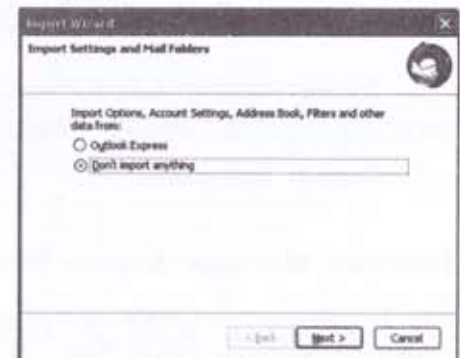 Import Wizard
Import Settings and Mail Folders
Import Options, Account Settings, Address Book, Filters and other
data from:
Outlook Express
Don't import anything
< Back
Next >
Cancel